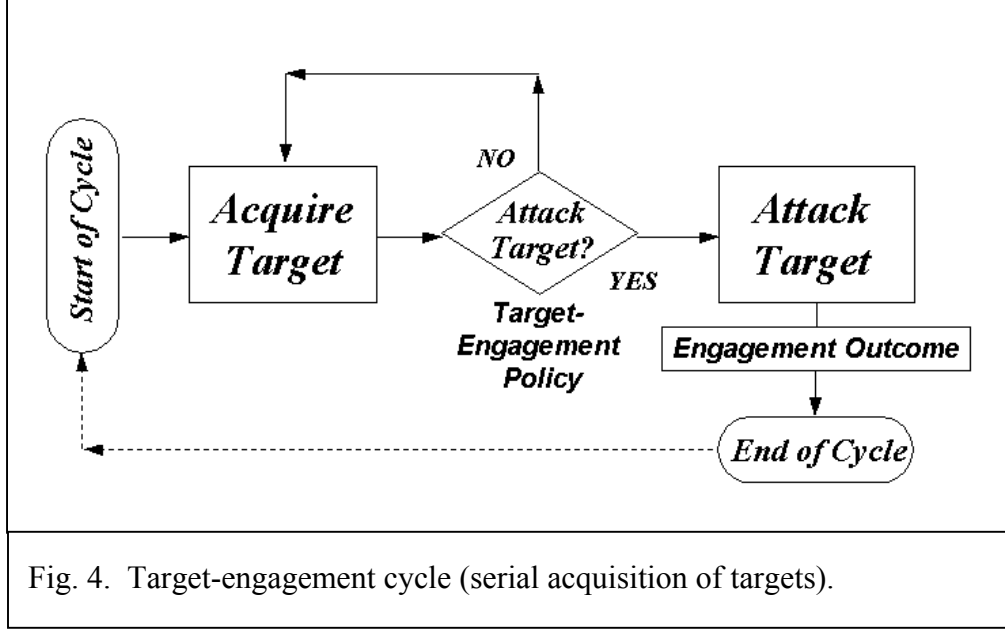 Start of Cycle
Acquire
Target
NO
Attack
Target?
YES
Target-
Engagement
Policy
Attack
Target
Engagement Outcome
End of Cycle
Fig. 4. Target-engagement cycle (serial acquisition of targets).